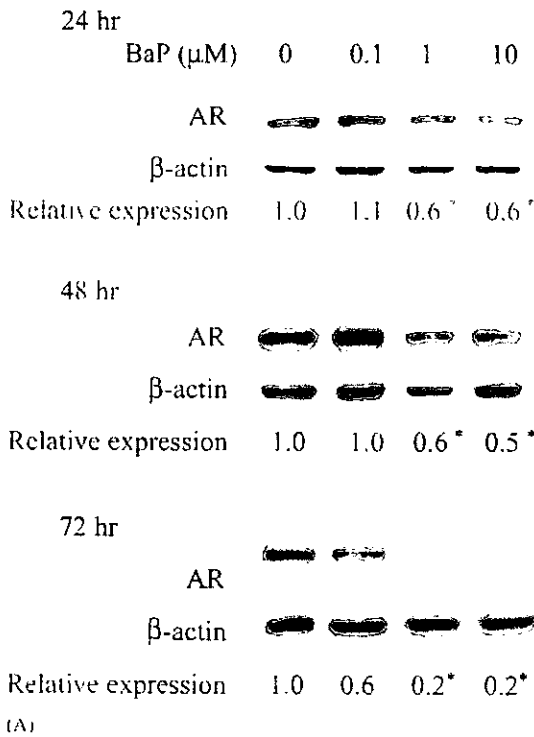 24 hr
BaP (μM) 0 0.1 1 10
AR
β-actin
Relative expression 1.0 1.1 0.6 * 0.6 *
48 hr
AR
β-actin
Relative expression 1.0 1.0 0.6 * 0.5 *
72 hr
AR
β-actin
Relative expression 1.0 0.6 0.2* 0.2*
(A)